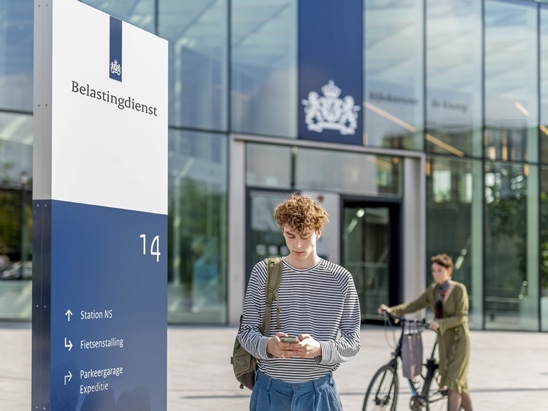 Belastingdienst
14
Station NS
Fietsenstalling
Parkeergarage
Expeditie